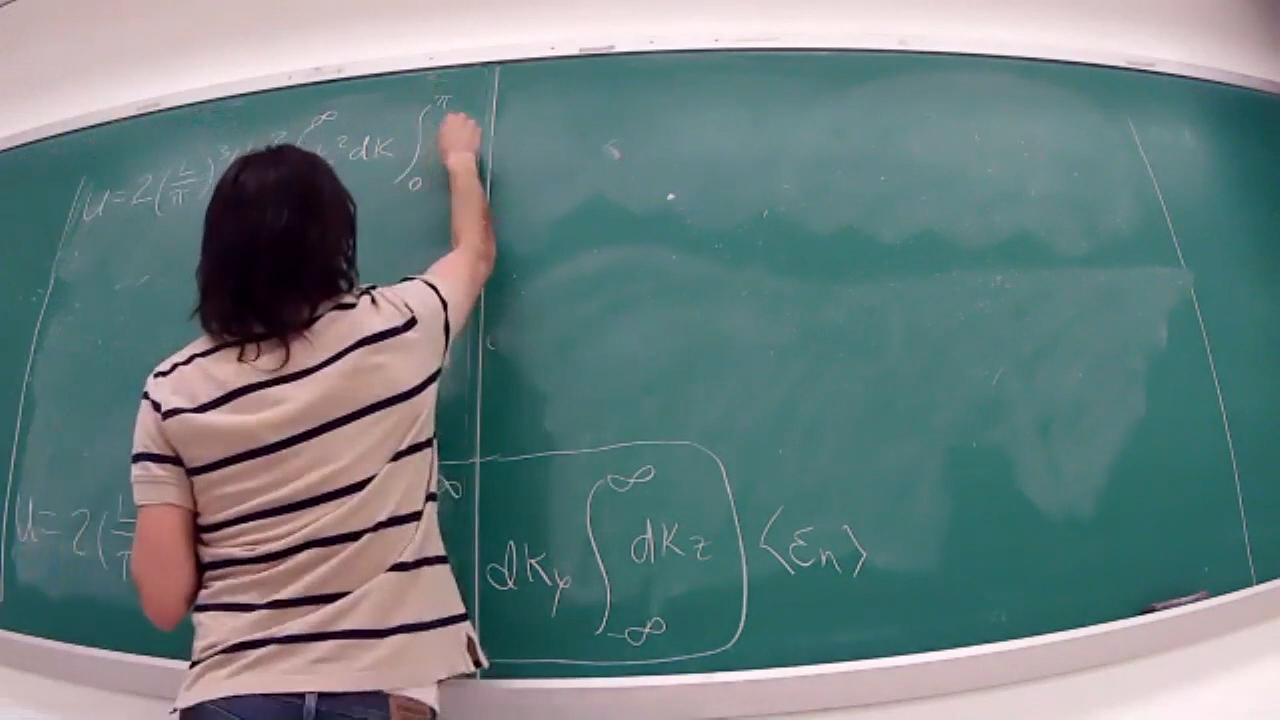 U=2(L/π)³ ∫₀^∞ k²dK ∫₀^π
U=2(L/π ∞ dKy ∫_{-∞}^{∞} dKz ⟨εn⟩